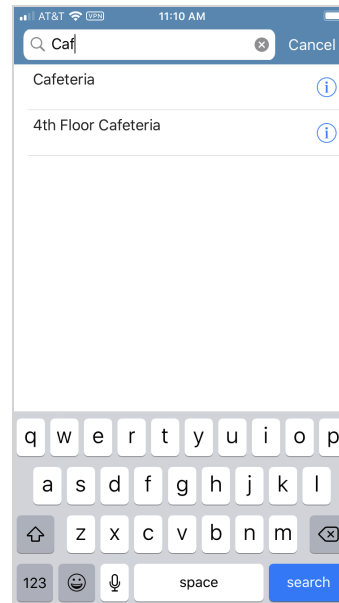 AT&T VPN 11:10 AM
Caf Cancel
Cafeteria
4th Floor Cafeteria
q w e r t y u i o p
a s d f g h j k l
z x c v b n m
123 space search